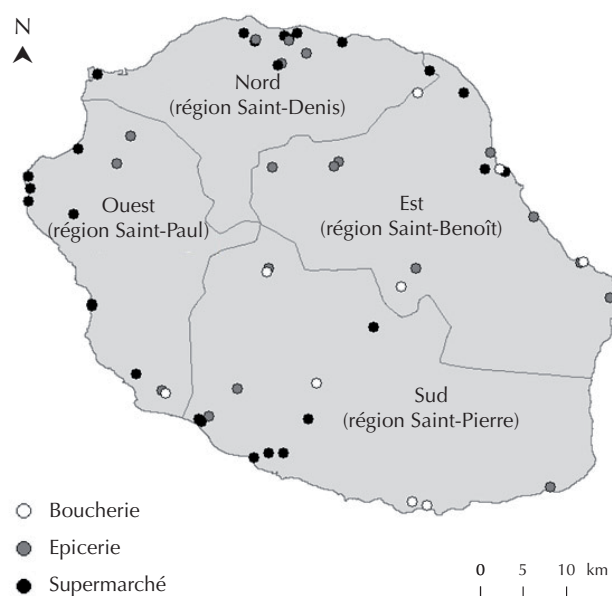 N
Nord
(région Saint-Denis)
Ouest
(région Saint-Paul)
Est
(région Saint-Benoît)
Sud
(région Saint-Pierre)
Boucherie
Epicerie
Supermarché
0 5 10 km